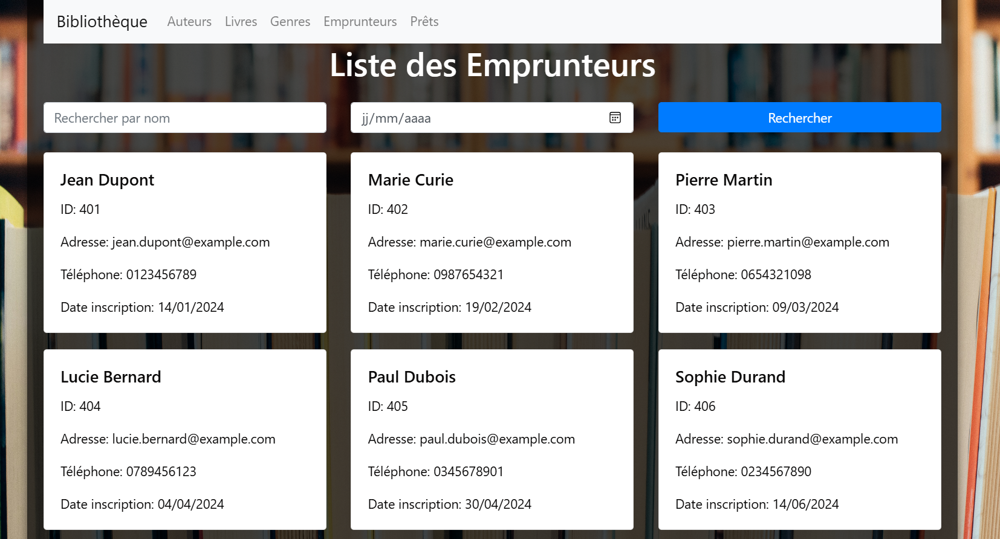 Bibliothèque Auteurs Livres Genres Emprunteurs Prêts
Liste des Emprunteurs
Rechercher par nom
jj/mm/aaaa
Rechercher
Jean Dupont
ID: 401
Adresse: jean.dupont@example.com
Téléphone: 0123456789
Date inscription: 14/01/2024
Marie Curie
ID: 402
Adresse: marie.curie@example.com
Téléphone: 0987654321
Date inscription: 19/02/2024
Pierre Martin
ID: 403
Adresse: pierre.martin@example.com
Téléphone: 0654321098
Date inscription: 09/03/2024
Lucie Bernard
ID: 404
Adresse: lucie.bernard@example.com
Téléphone: 0789456123
Date inscription: 04/04/2024
Paul Dubois
ID: 405
Adresse: paul.dubois@example.com
Téléphone: 0345678901
Date inscription: 30/04/2024
Sophie Durand
ID: 406
Adresse: sophie.durand@example.com
Téléphone: 0234567890
Date inscription: 14/06/2024